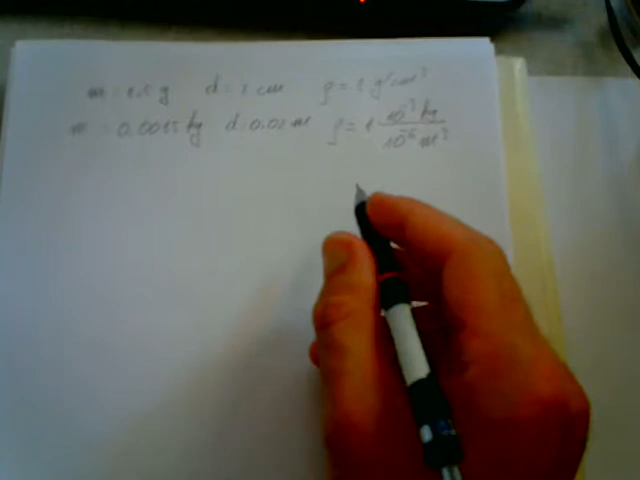 m = 1.5 g d = 1 cm ρ = 1 g/cm³
m = 0.0015 kg d = 0.01 m ρ = 1 10⁻³ kg / 10⁻⁶ m³